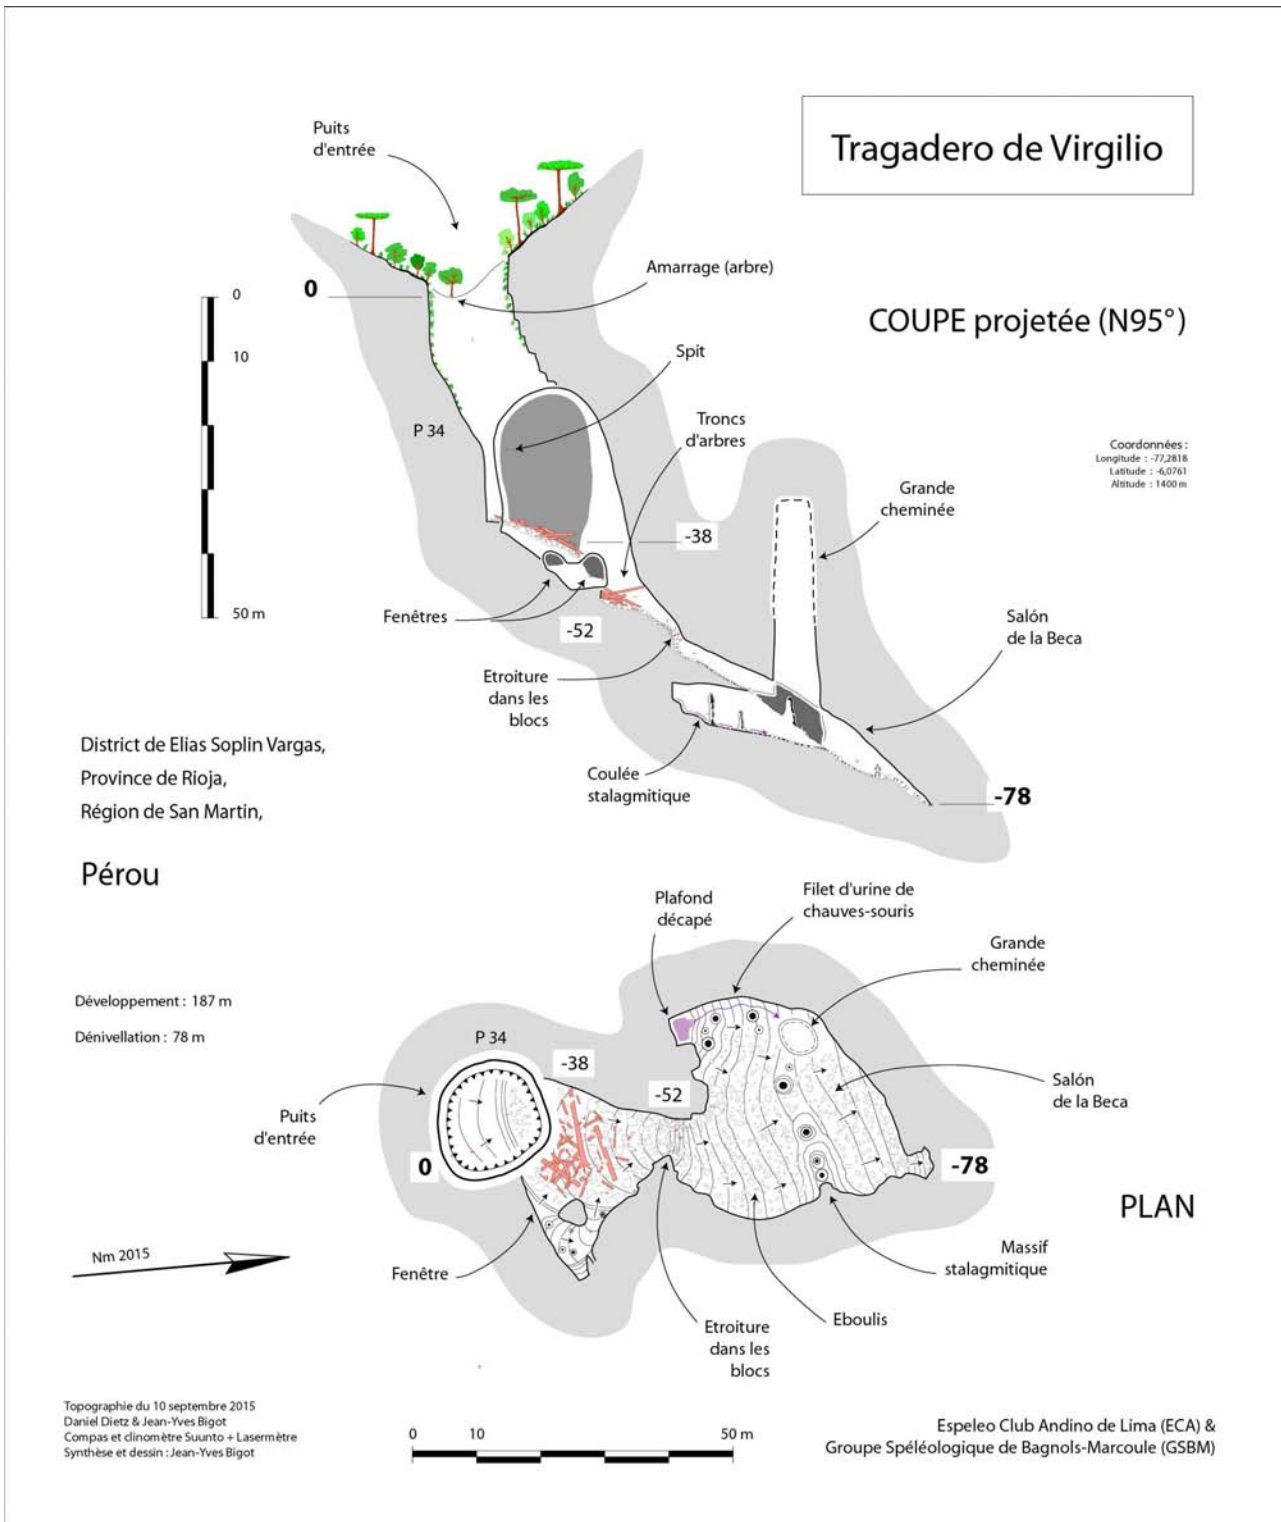 Tragadero de Virgilio
Puits
d'entrée
Amarrage (arbre)
0
COUPE projetée (N95°)
0
10
50 m
Spit
P 34
Troncs
d'arbres
Coordonnées :
Longitude : -77,2818
Latitude : -6,0761
Altitude : 1400 m
Grande
cheminée
-38
Fenêtres
-52
Salón
de la Beca
Etroiture
dans les
blocs
Coulée
stalagmitique
-78
District de Elias Soplin Vargas,
Province de Rioja,
Région de San Martin,
Pérou
Plafond
décapé
Filet d'urine de
chauves-souris
Grande
cheminée
Développement : 187 m
Dénivellation : 78 m
P 34
-38
-52
Salón
de la Beca
Puits
d'entrée
0
-78
PLAN
Nm 2015
Fenêtre
Massif
stalagmitique
Etroiture
dans les
blocs
Eboulis
Topographie du 10 septembre 2015
Daniel Dietz & Jean-Yves Bigot
Compas et clinomètre Suunto + Lasermètre
Synthèse et dessin : Jean-Yves Bigot
0
10
50 m
Espeleo Club Andino de Lima (ECA) &
Groupe Spéléologique de Bagnols-Marcoule (GSBM)